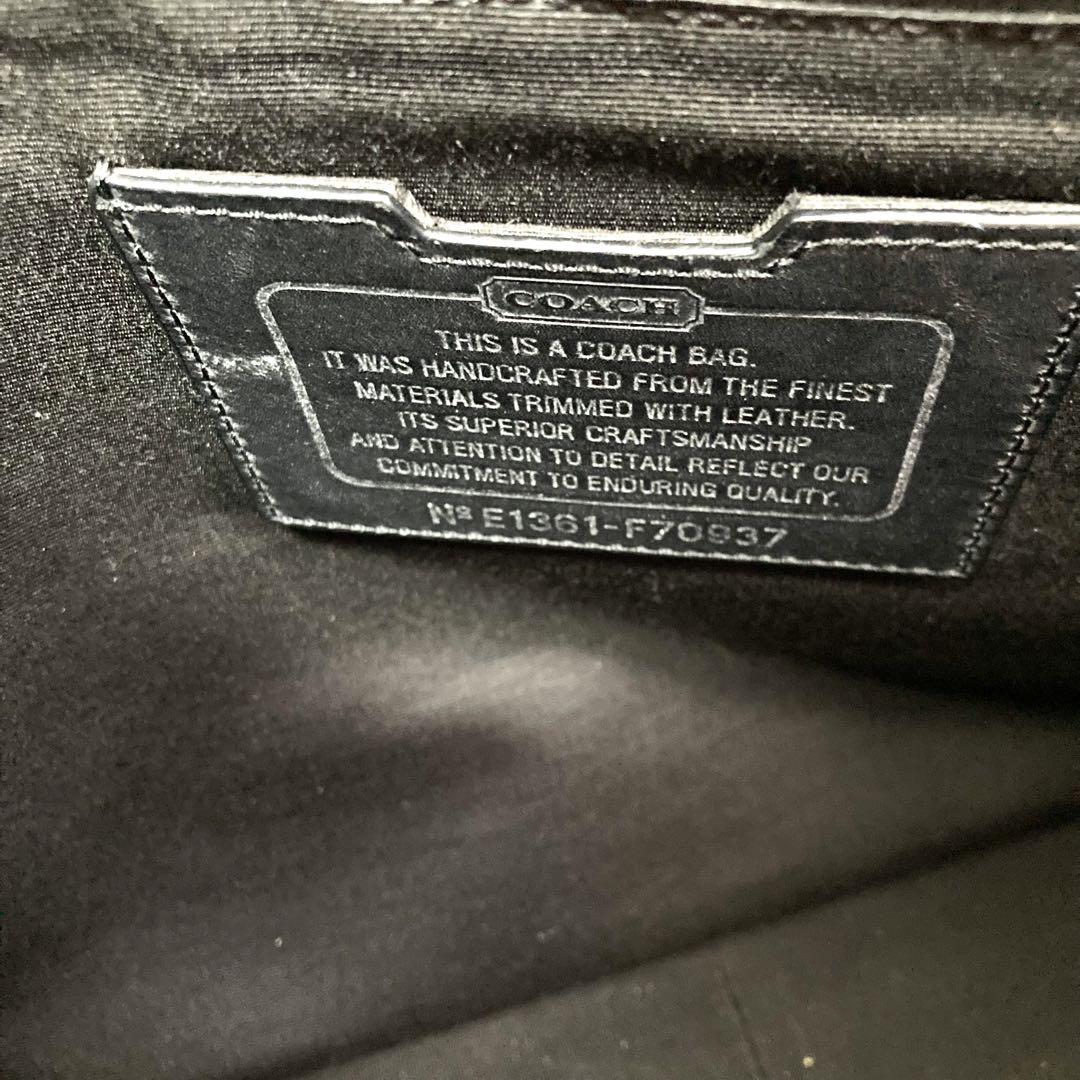 COACH
THIS IS A COACH BAG.
IT WAS HANDCRAFTED FROM THE FINEST
MATERIALS TRIMMED WITH LEATHER.
ITS SUPERIOR CRAFTSMANSHIP
AND ATTENTION TO DETAIL REFLECT OUR
COMMITMENT TO ENDURING QUALITY.
Nº E1361-F70937